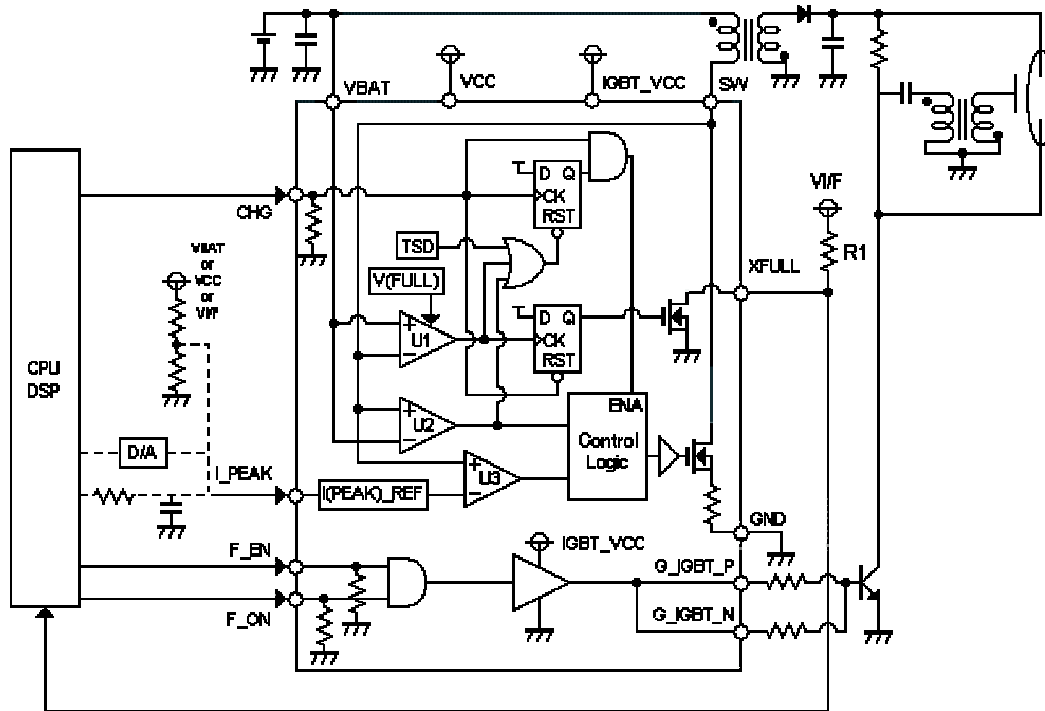 VBAT
VCC
IGBT_VCC
SW
CHG
D Q
CK
RST
VI/F
R1
XFULL
VBAT
or
VCC
or
VI/F
TSD
V(FULL)
+
U1
−
D Q
CK
RST
CPU
DSP
+
U2
−
ENA
Control
Logic
D/A
I_PEAK
I(PEAK)_REF
+
U3
−
GND
F_EN
IGBT_VCC
G_IGBT_P
F_ON
G_IGBT_N